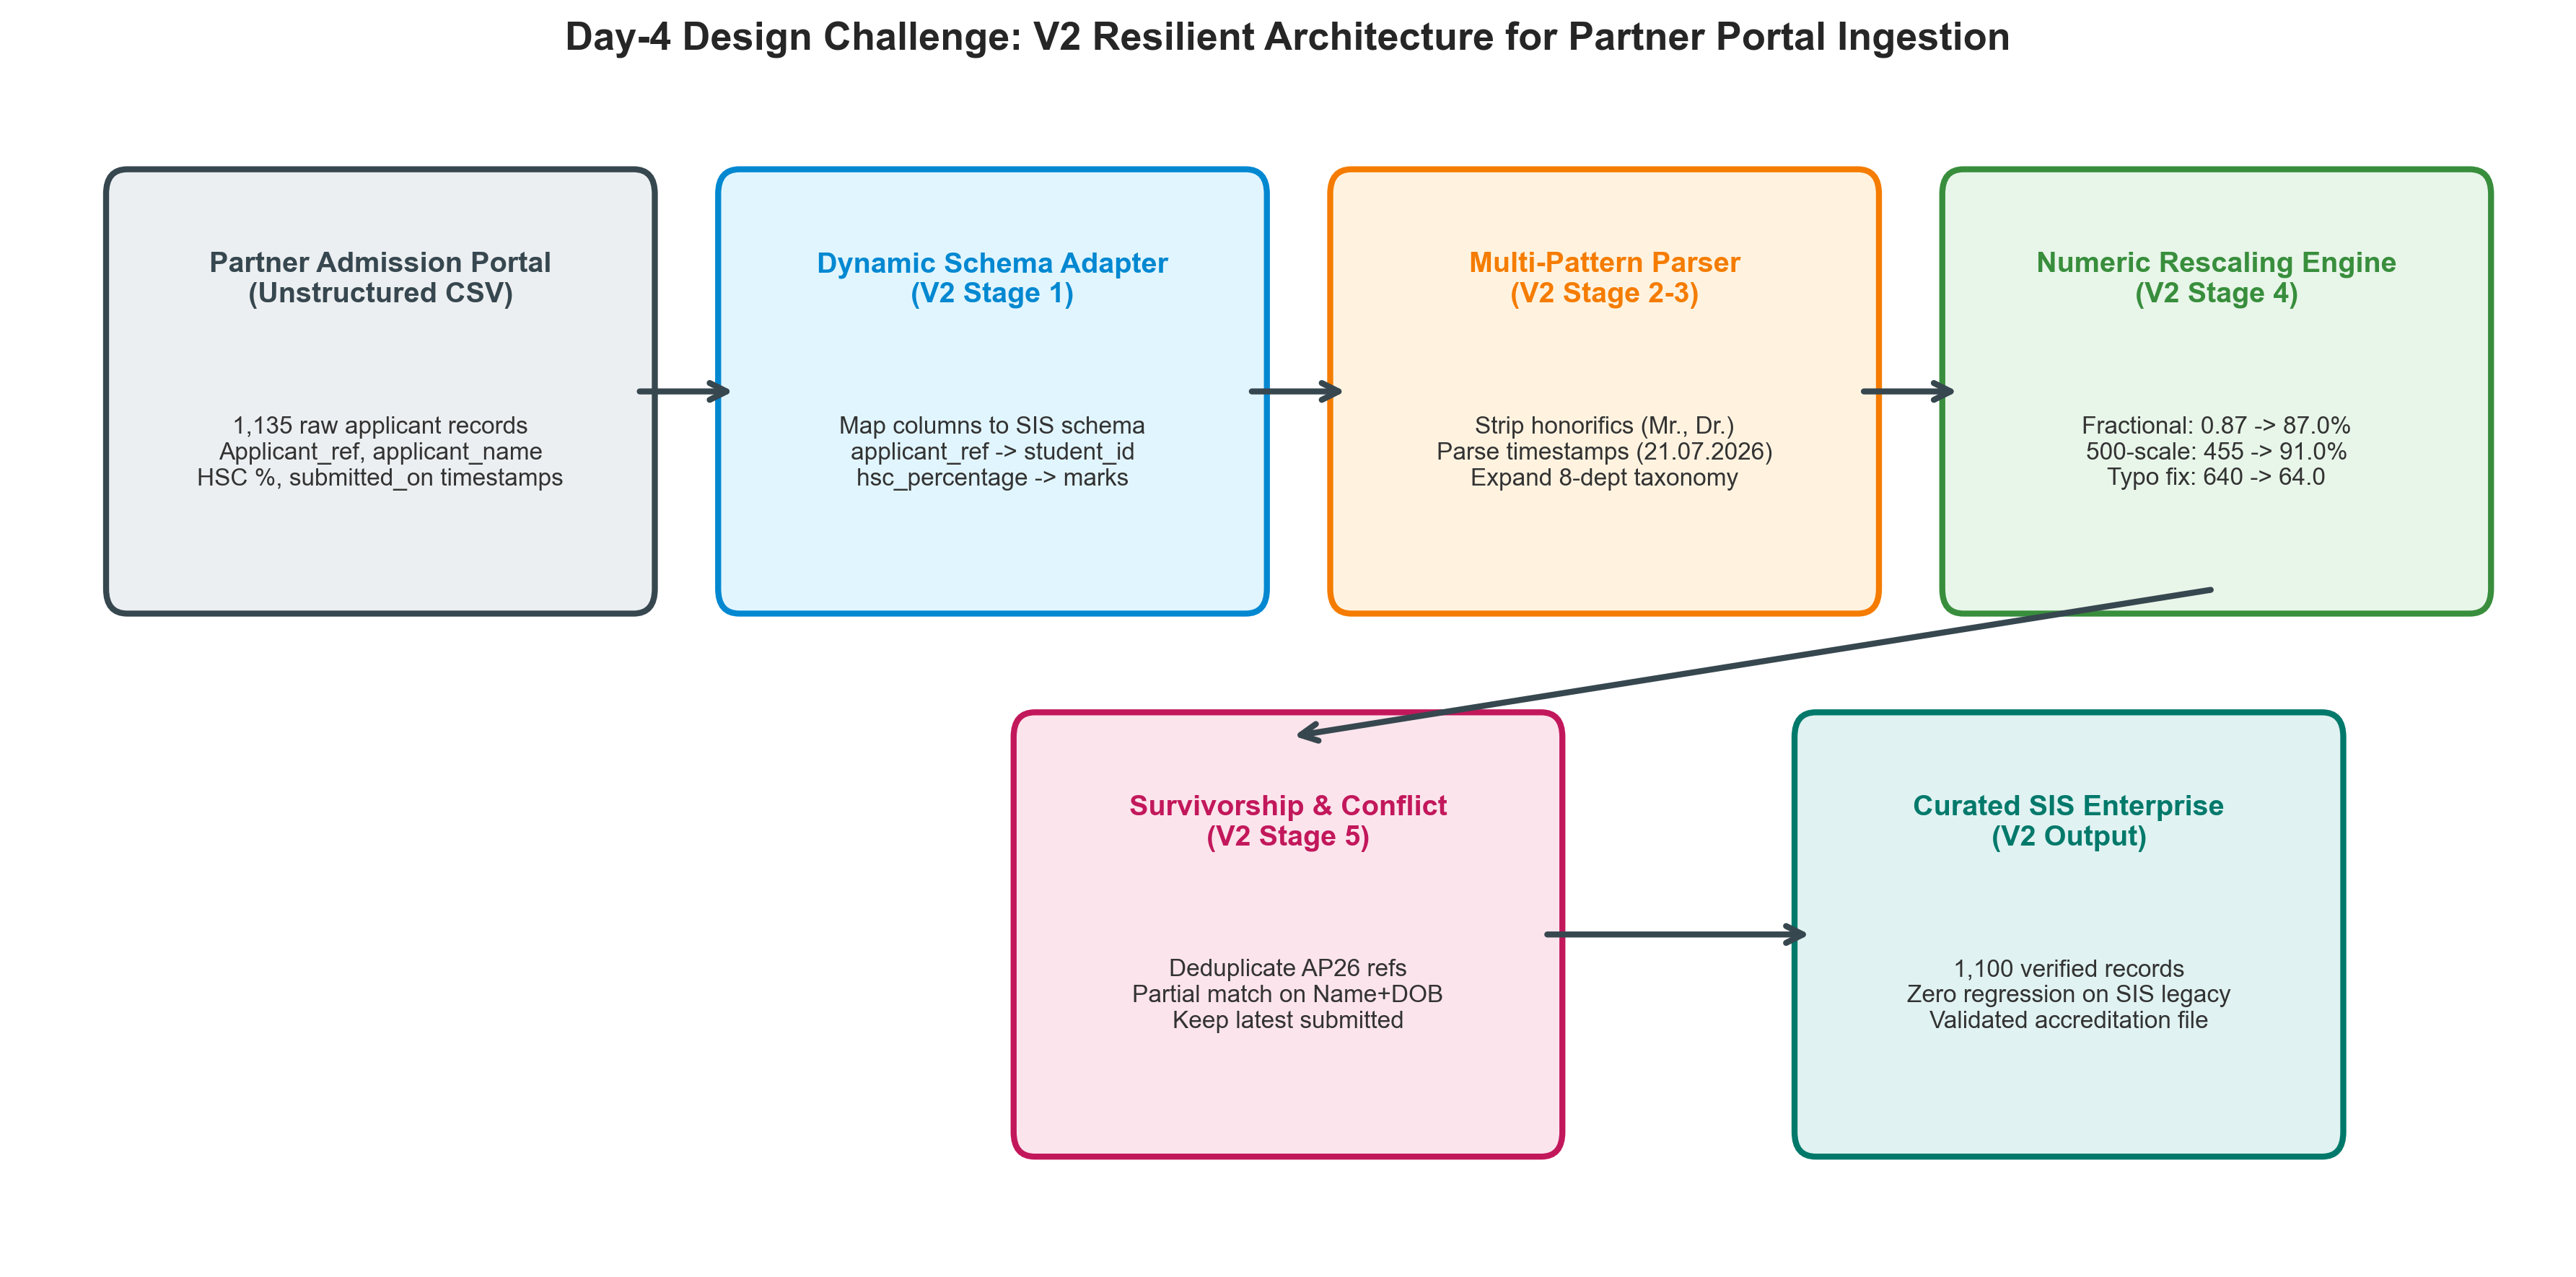 Day-4 Design Challenge: V2 Resilient Architecture for Partner Portal Ingestion
Partner Admission Portal
(Unstructured CSV)
1,135 raw applicant records
Applicant_ref, applicant_name
HSC %, submitted_on timestamps
Dynamic Schema Adapter
(V2 Stage 1)
Map columns to SIS schema
applicant_ref -> student_id
hsc_percentage -> marks
Multi-Pattern Parser
(V2 Stage 2-3)
Strip honorifics (Mr., Dr.)
Parse timestamps (21.07.2026)
Expand 8-dept taxonomy
Numeric Rescaling Engine
(V2 Stage 4)
Fractional: 0.87 -> 87.0%
500-scale: 455 -> 91.0%
Typo fix: 640 -> 64.0
Survivorship & Conflict
(V2 Stage 5)
Deduplicate AP26 refs
Partial match on Name+DOB
Keep latest submitted
Curated SIS Enterprise
(V2 Output)
1,100 verified records
Zero regression on SIS legacy
Validated accreditation file